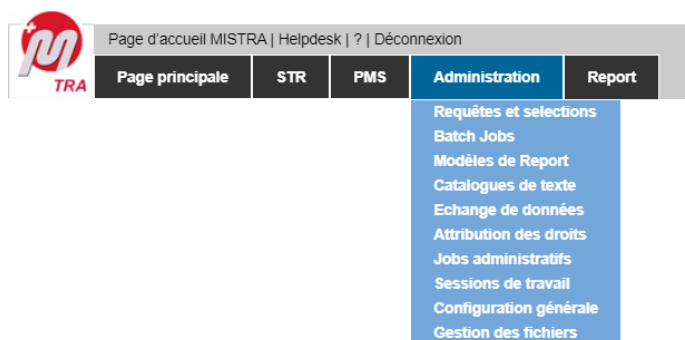 Page d'accueil MISTRA | Helpdesk | ? | Déconnexion
m
TRA
Page principale STR PMS Administration Report
Requêtes et selections
Batch Jobs
Modèles de Report
Catalogues de texte
Echange de données
Attribution des droits
Jobs administratifs
Sessions de travail
Configuration générale
Gestion des fichiers